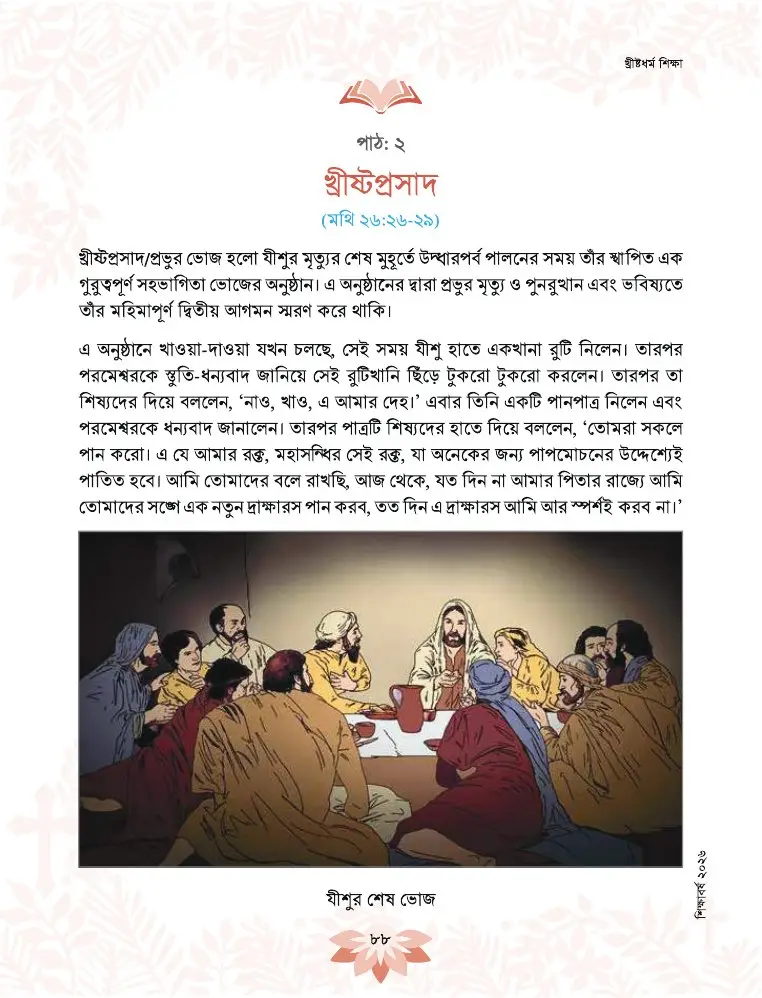 খ্রীষ্টধর্ম শিক্ষা
পাঠ: ২
খ্রীষ্টপ্রসাদ
(মথি ২৬:২৬-২৯)
খ্রীষ্টপ্রসাদ/প্রভুর ভোজ হলো যীশুর মৃত্যুর শেষ মুহূর্তে উদ্ধারপর্ব পালনের সময় তাঁর স্থাপিত এক
গুরুত্বপূর্ণ সহভাগিতা ভোজের অনুষ্ঠান। এ অনুষ্ঠানের দ্বারা প্রভুর মৃত্যু ও পুনরুত্থান এবং ভবিষ্যতে
তাঁর মহিমাপূর্ণ দ্বিতীয় আগমন স্মরণ করে থাকি।
এ অনুষ্ঠানে খাওয়া-দাওয়া যখন চলছে, সেই সময় যীশু হাতে একখানা রুটি নিলেন। তারপর
পরমেশ্বরকে স্তুতি-ধন্যবাদ জানিয়ে সেই রুটিখানি ছিঁড়ে টুকরো টুকরো করলেন। তারপর তা
শিষ্যদের দিয়ে বললেন, ‘নাও, খাও, এ আমার দেহ।’ এবার তিনি একটি পানপাত্র নিলেন এবং
পরমেশ্বরকে ধন্যবাদ জানালেন। তারপর পাত্রটি শিষ্যদের হাতে দিয়ে বললেন, ‘তোমরা সকলে
পান করো। এ যে আমার রক্ত, মহাসন্ধির সেই রক্ত, যা অনেকের জন্য পাপমোচনের উদ্দেশ্যেই
পাতিত হবে। আমি তোমাদের বলে রাখছি, আজ থেকে, যত দিন না আমার পিতার রাজ্যে আমি
তোমাদের সঙ্গে এক নতুন দ্রাক্ষারস পান করব, তত দিন এ দ্রাক্ষারস আমি আর স্পর্শই করব না।’
যীশুর শেষ ভোজ
শিক্ষাবর্ষ ২০২৬
৮৮